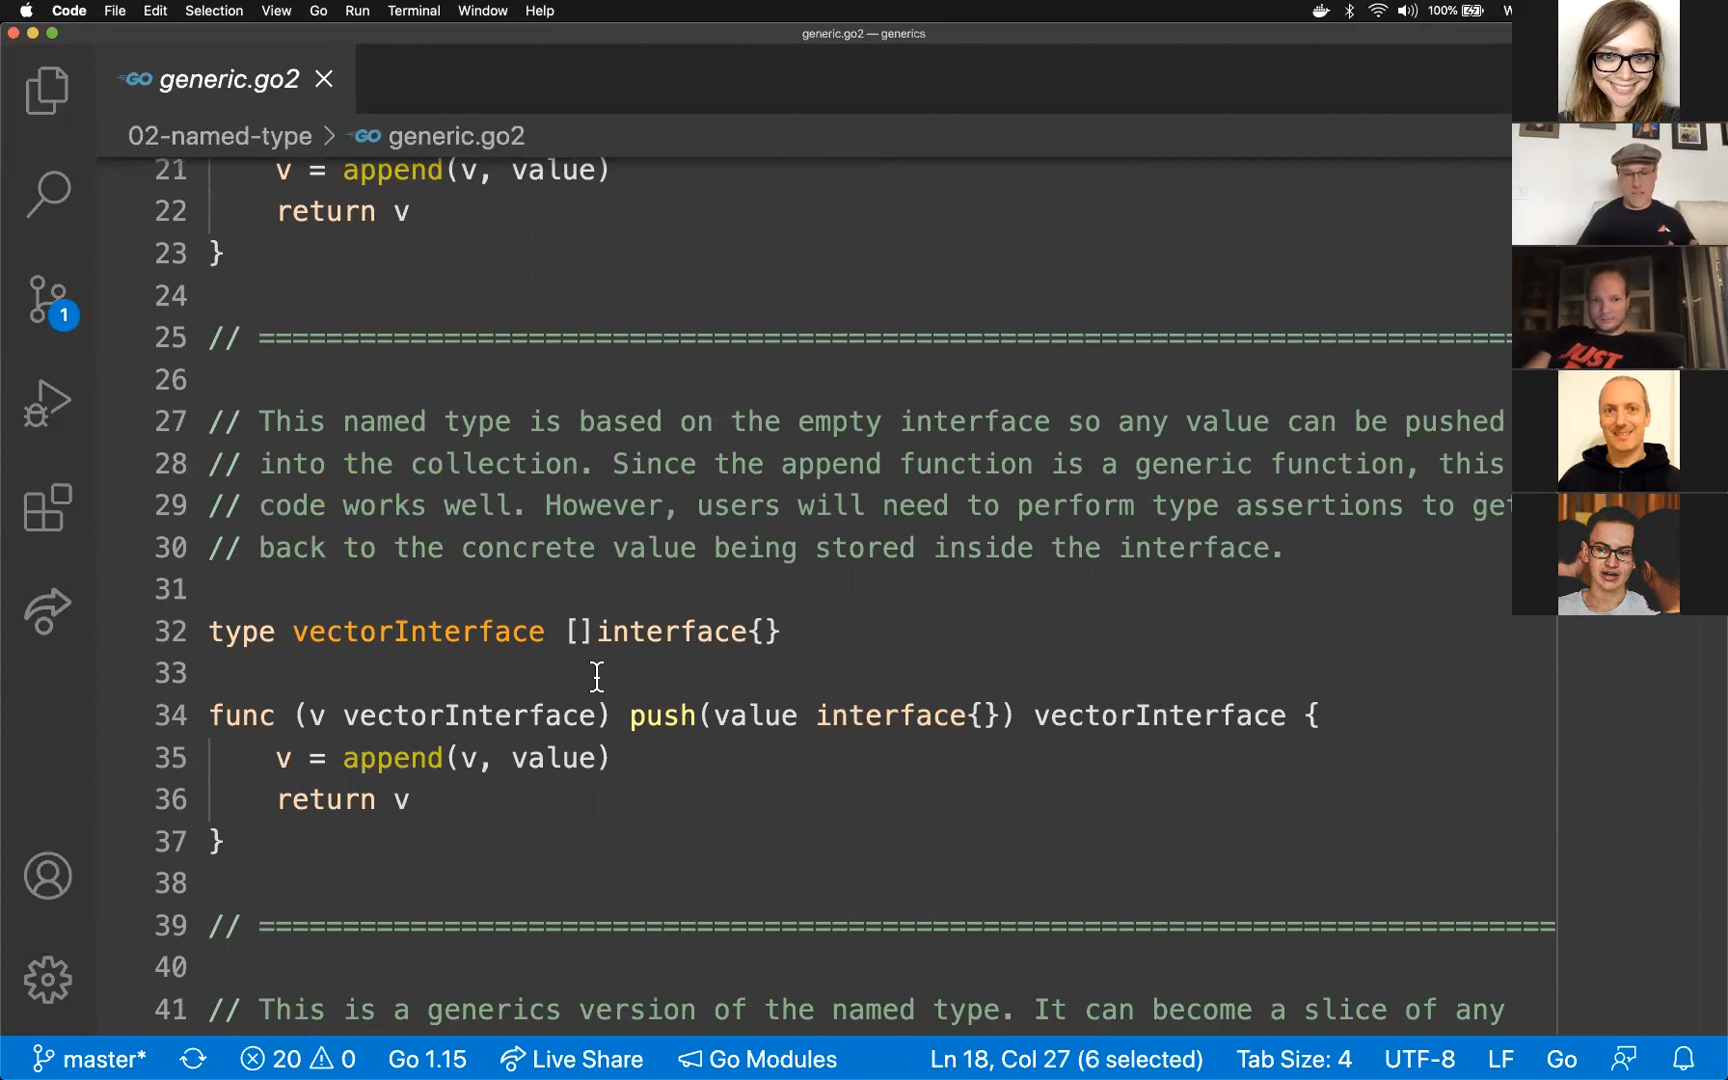 Code File Edit Selection View Go Run Terminal Window Help 100%
generic.go2 — generics
GO generic.go2
02-named-type > GO generic.go2
21 v = append(v, value)
22 return v
23 }
24
25 // =============================================================================
26
27 // This named type is based on the empty interface so any value can be pushed
28 // into the collection. Since the append function is a generic function, this
29 // code works well. However, users will need to perform type assertions to get
30 // back to the concrete value being stored inside the interface.
31
32 type vectorInterface []interface{}
33
34 func (v vectorInterface) push(value interface{}) vectorInterface {
35 v = append(v, value)
36 return v
37 }
38
39 // =============================================================================
40
41 // This is a generics version of the named type. It can become a slice of any
1
JUST
master* 20 0 Go 1.15 Live Share Go Modules Ln 18, Col 27 (6 selected) Tab Size: 4 UTF-8 LF Go